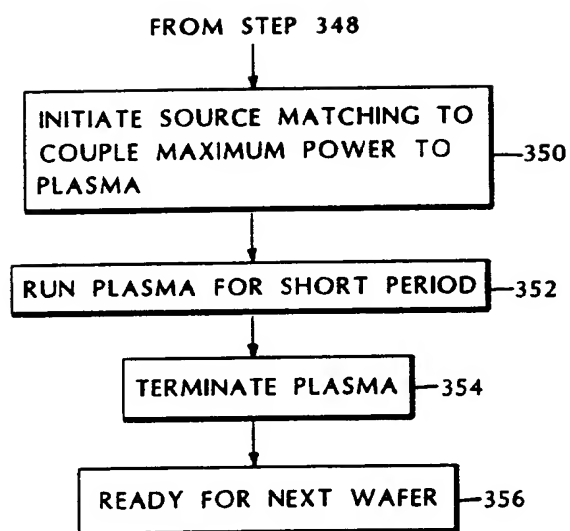 FROM STEP 348
INITIATE SOURCE MATCHING TO
COUPLE MAXIMUM POWER TO
PLASMA
350
RUN PLASMA FOR SHORT PERIOD
352
TERMINATE PLASMA
354
READY FOR NEXT WAFER
356